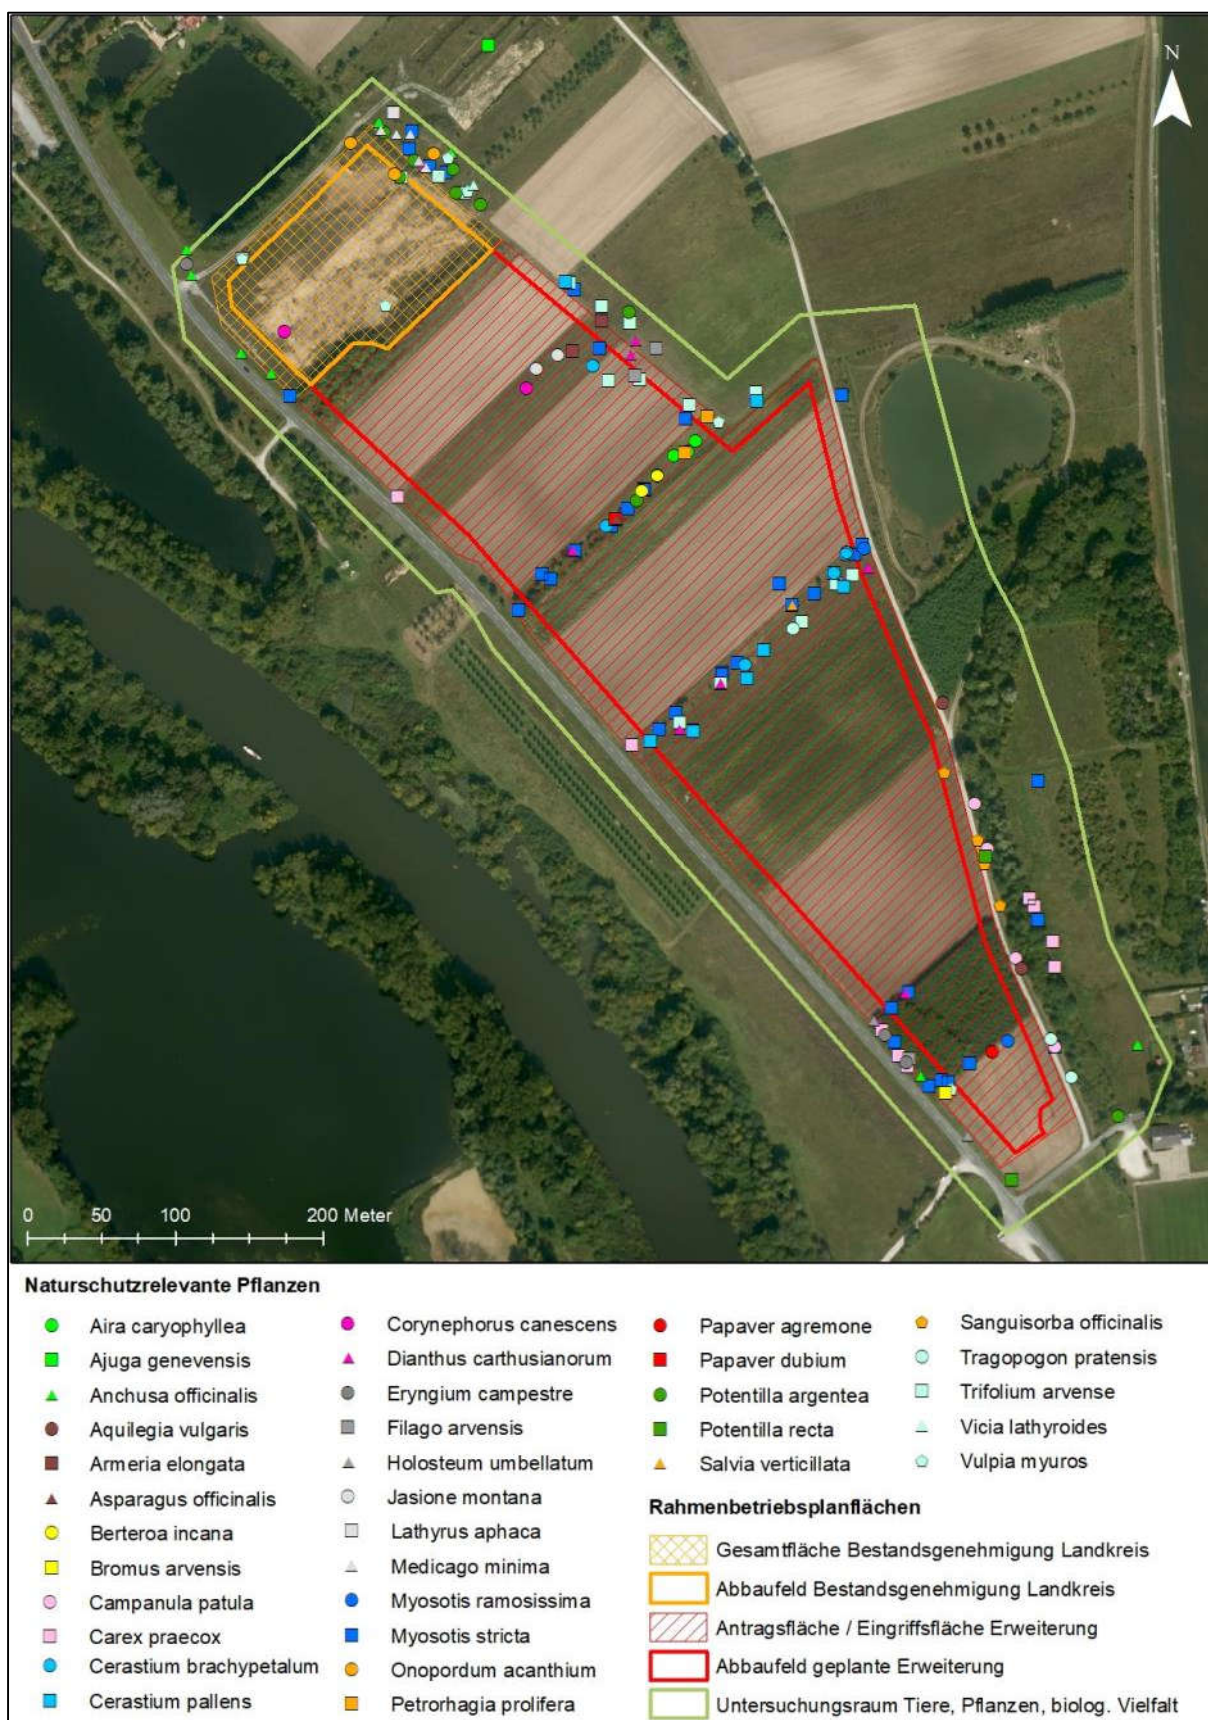 N
0 50 100 200 Meter
Naturschutzrelevante Pflanzen
Aira caryophyllea
Ajuga genevensis
Anchusa officinalis
Aquilegia vulgaris
Armeria elongata
Asparagus officinalis
Berteroa incana
Bromus arvensis
Campanula patula
Carex praecox
Cerastium brachypetalum
Cerastium pallens
Corynephorus canescens
Dianthus carthusianorum
Eryngium campestre
Filago arvensis
Holosteum umbellatum
Jasione montana
Lathyrus aphaca
Medicago minima
Myosotis ramosissima
Myosotis stricta
Onopordum acanthium
Petrorhagia prolifera
Papaver agremone
Papaver dubium
Potentilla argentea
Potentilla recta
Salvia verticillata
Sanguisorba officinalis
Tragopogon pratensis
Trifolium arvense
Vicia lathyroides
Vulpia myuros
Rahmenbetriebsplanflächen
Gesamtfläche Bestandsgenehmigung Landkreis
Abbaufeld Bestandsgenehmigung Landkreis
Antragsfläche / Eingriffsfläche Erweiterung
Abbaufeld geplante Erweiterung
Untersuchungsraum Tiere, Pflanzen, biolog. Vielfalt